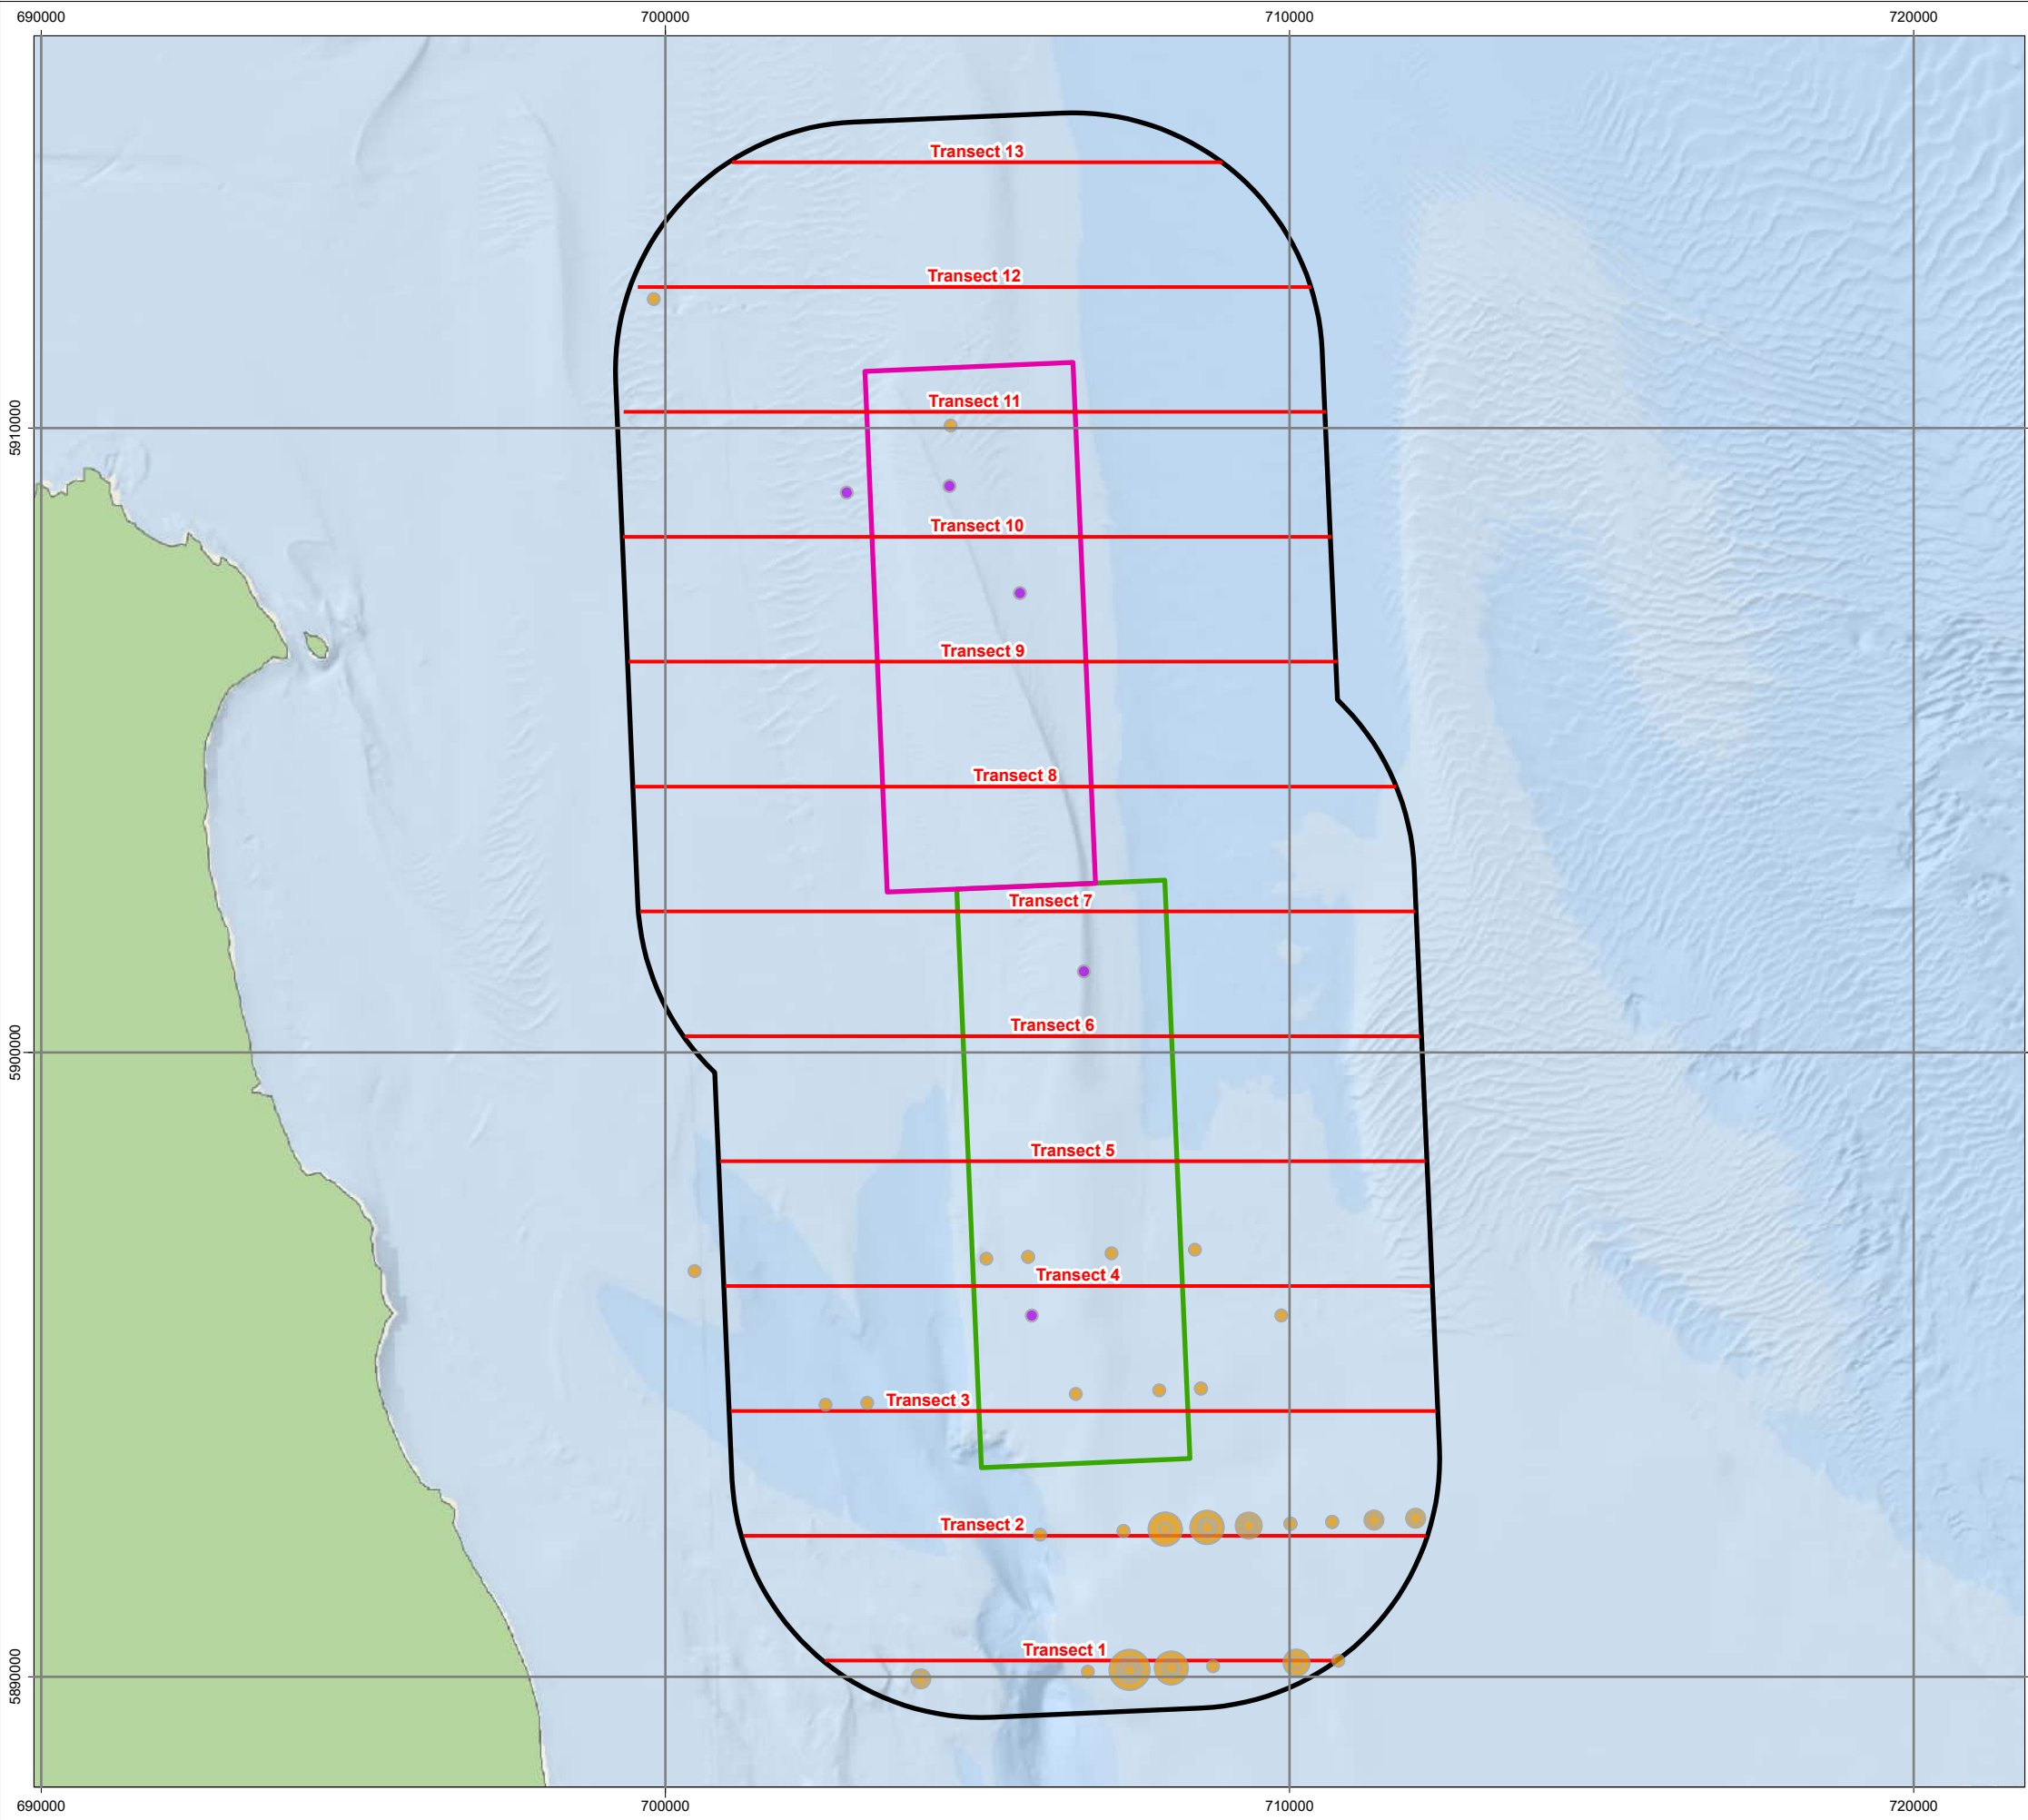 690000 700000 710000 720000
Transect 13
Transect 12
Transect 11
5910000
Transect 10
Transect 9
Transect 8
Transect 7
Transect 6
5900000
Transect 5
Transect 4
Transect 3
Transect 2
Transect 1
5890000
690000 700000 710000 720000